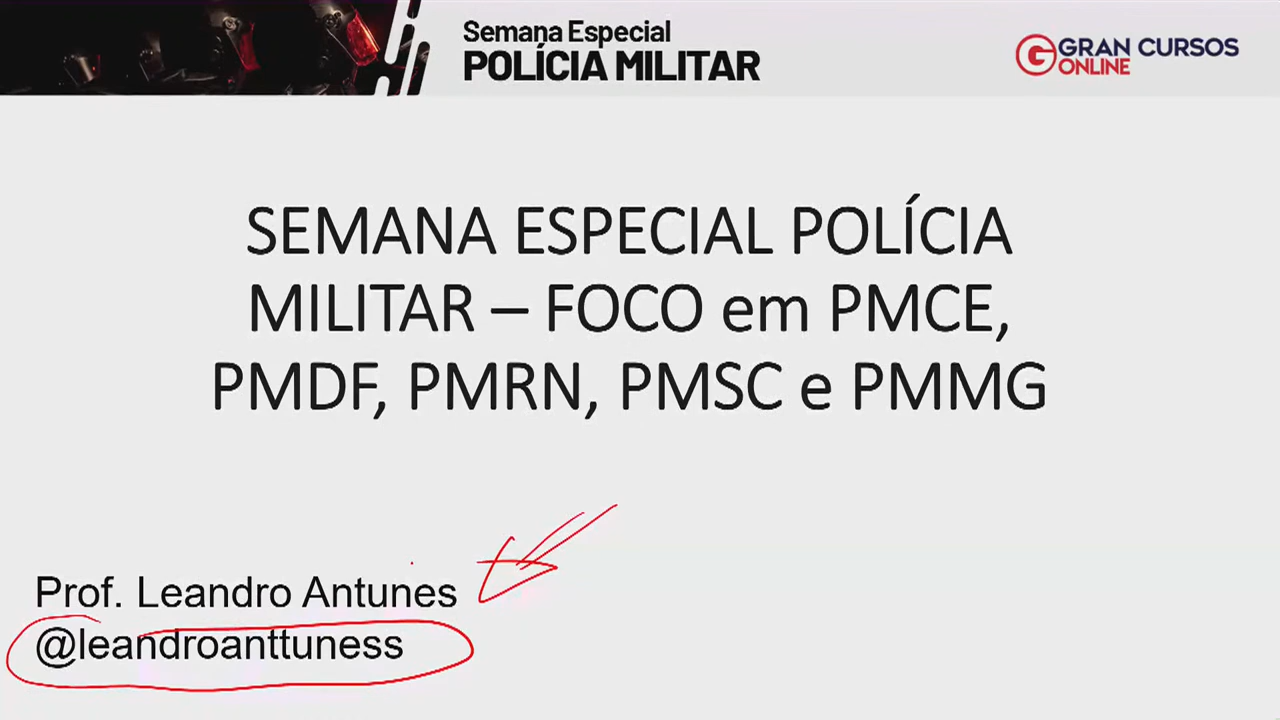 Semana Especial
POLÍCIA MILITAR
GRAN CURSOS
ONLINE
SEMANA ESPECIAL POLÍCIA
MILITAR – FOCO em PMCE,
PMDF, PMRN, PMSC e PMMG
Prof. Leandro Antunes
@leandroanttuness